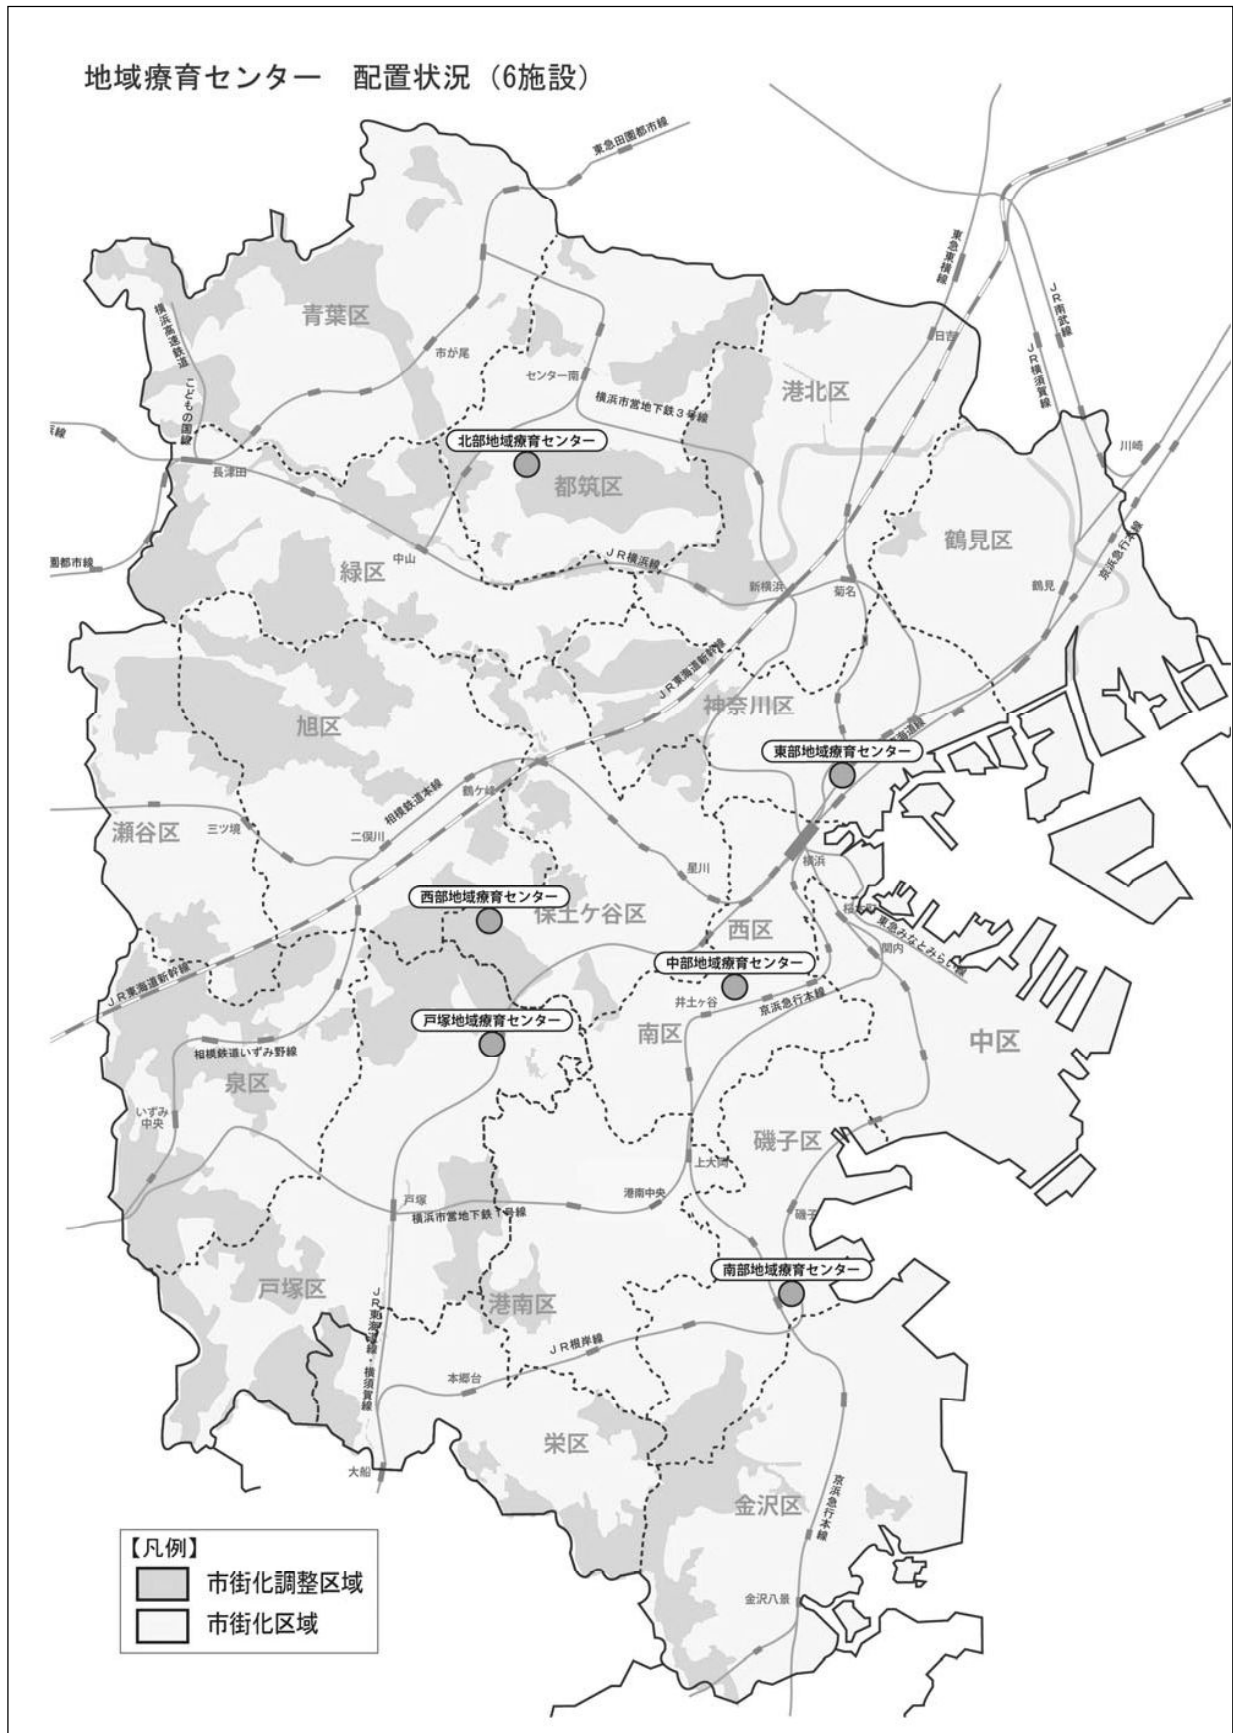 地域療育センター　配置状況（6施設）
東急田園都市線
東急東横線
JR南武線
JR横須賀線
横浜高速鉄道
こどもの国線
青葉区
市が尾
センター南
横浜市営地下鉄３号線
日吉
港北区
川崎
北部地域療育センター
長津田
都筑区
鶴見区
京浜急行本線
園都市線
緑区
中山
JR横浜線
新横浜
菊名
鶴見
JR東海道新幹線
旭区
神奈川区
東海道線
東部地域療育センター
相模鉄道本線
鶴ケ峰
瀬谷区
三ツ境
二俣川
星川
横浜
西部地域療育センター
保土ケ谷区
西区
桜木町
東急みなとみらい線
関内
JR東海道新幹線
中部地域療育センター
井土ヶ谷
京浜急行本線
戸塚地域療育センター
南区
中区
相模鉄道いずみ野線
泉区
いずみ
中央
磯子区
上大岡
戸塚
横浜市営地下鉄１号線
港南中央
磯子
南部地域療育センター
戸塚区
港南区
JR東海道線・横須賀線
JR根岸線
本郷台
栄区
大船
金沢区
京浜急行本線
金沢八景
【凡例】
市街化調整区域
市街化区域